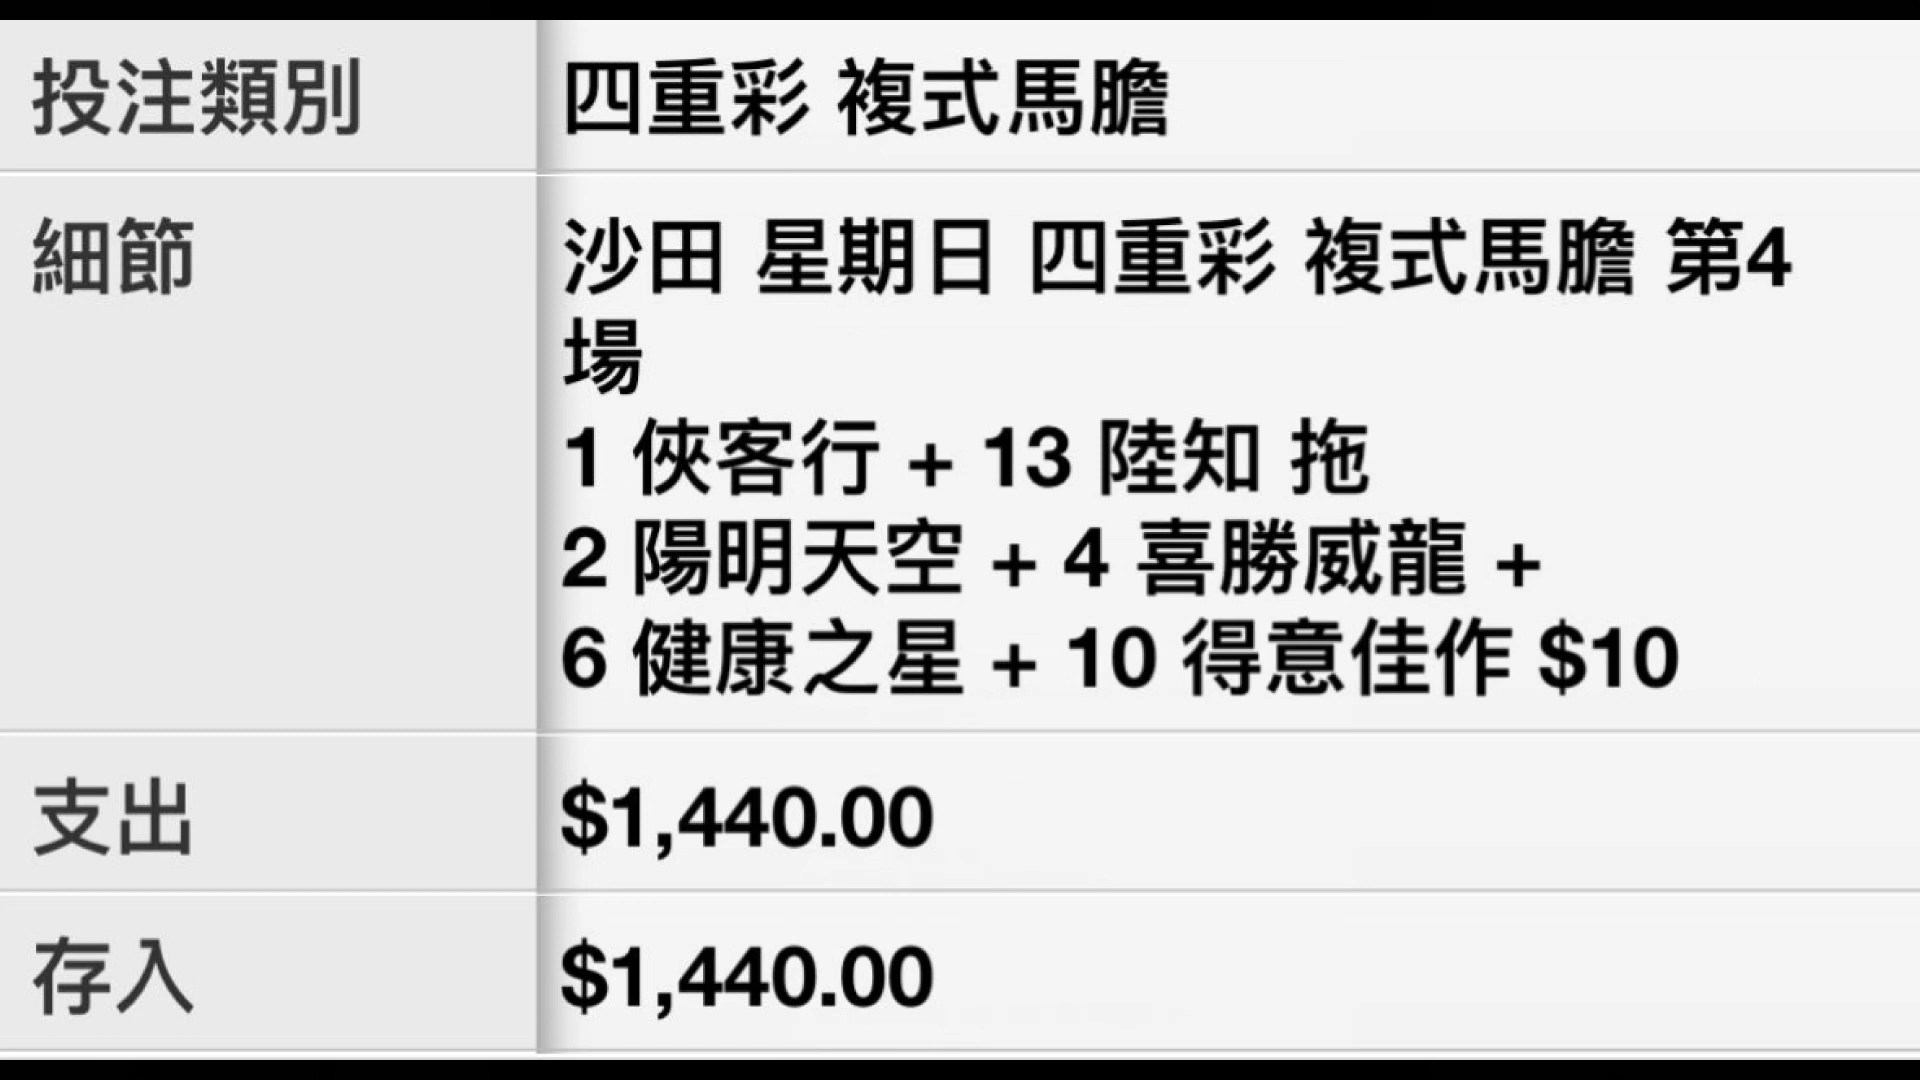 投注類別 四重彩 複式馬膽
細節 沙田 星期日 四重彩 複式馬膽 第4
場
1 俠客行 + 13 陸知 拖
2 陽明天空 + 4 喜勝威龍 +
6 健康之星 + 10 得意佳作 $10
支出 $1,440.00
存入 $1,440.00